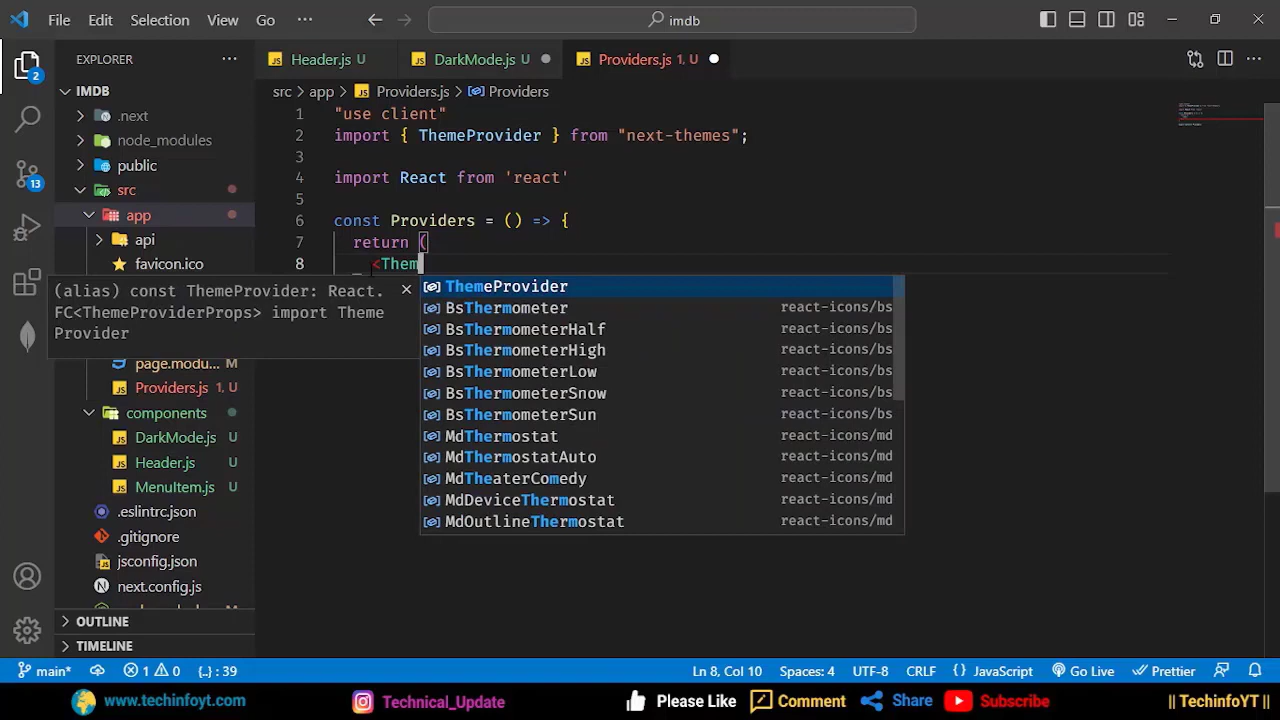 File Edit Selection View Go ··· imdb
EXPLORER ···
Header.js U
DarkMode.js U
Providers.js 1, U
src > app > Providers.js > Providers
IMDB
.next
node_modules
public
src
app
api
favicon.ico
page.modu... M
Providers.js 1, U
components
DarkMode.js U
Header.js U
MenuItem.js U
.eslintrc.json
.gitignore
jsconfig.json
next.config.js
OUTLINE
TIMELINE
2
13
1 "use client"
2 import { ThemeProvider } from "next-themes";
3
4 import React from 'react'
5
6 const Providers = () => {
7 return (
8 <Them
(alias) const ThemeProvider: React.
FC<ThemeProviderProps> import Theme
Provider
ThemeProvider
BsThermometer react-icons/bs
BsThermometerHalf react-icons/bs
BsThermometerHigh react-icons/bs
BsThermometerLow react-icons/bs
BsThermometerSnow react-icons/bs
BsThermometerSun react-icons/bs
MdThermostat react-icons/md
MdThermostatAuto react-icons/md
MdTheaterComedy react-icons/md
MdDeviceThermostat react-icons/md
MdOutlineThermostat react-icons/md
main* 1 0 {..} : 39 Ln 8, Col 10 Spaces: 4 UTF-8 CRLF {} JavaScript Go Live Prettier
www.techinfoyt.com Technical_Update Please Like Comment Share Subscribe || TechinfoYT ||